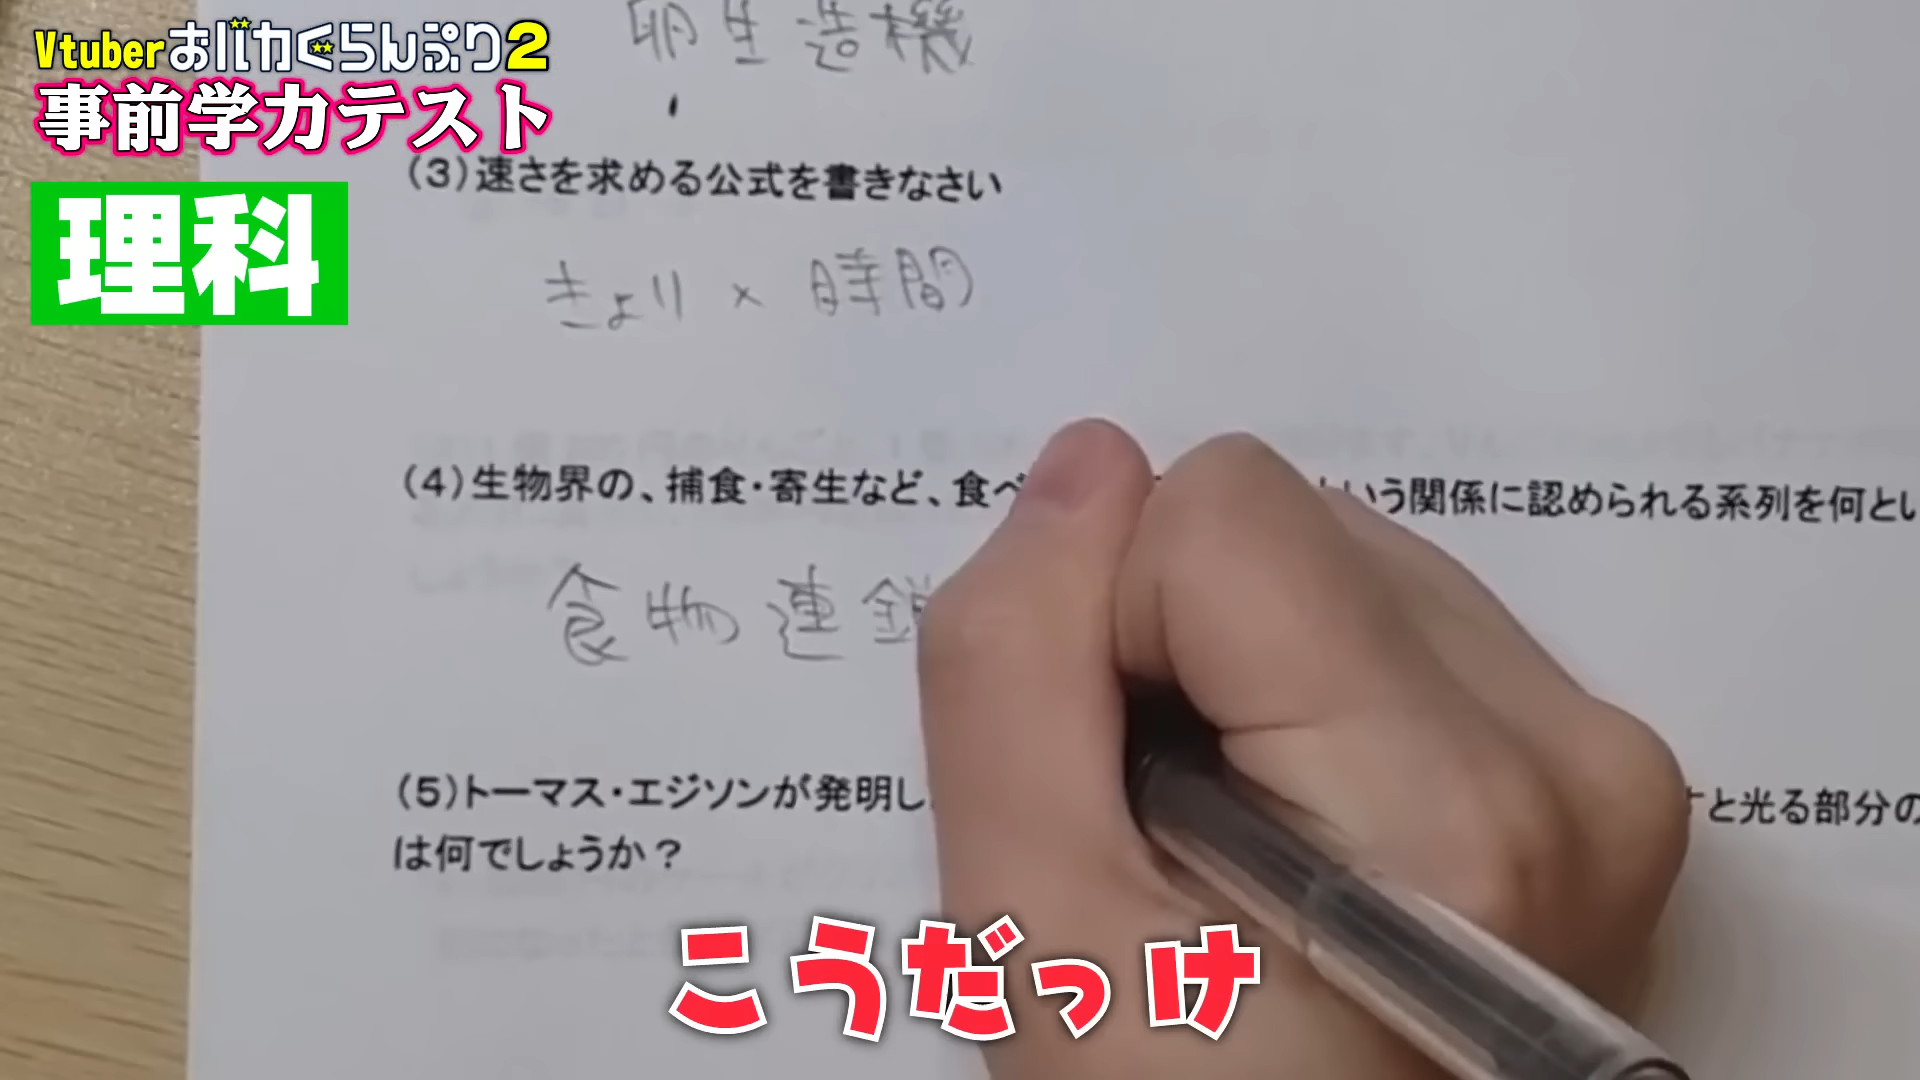 Vtuberおバカぐらんぷり2
事前学力テスト
理科
卵生造機
(3)速さを求める公式を書きなさい
きょり × 時間
(4)生物界の、捕食・寄生など、食べ
いう関係に認められる系列を何とい
食物連鎖
(5)トーマス・エジソンが発明し
すと光る部分の
は何でしょうか?
こうだっけ